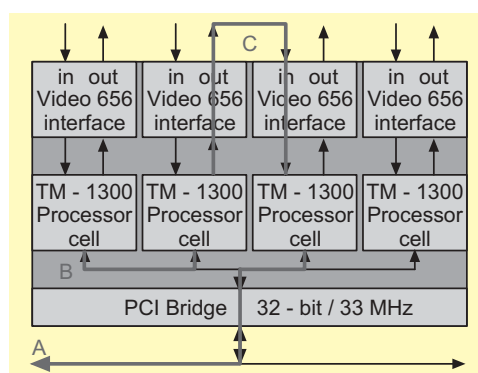 C
in out
Video 656
interface
in out
Video 656
interface
in out
Video 656
interface
in out
Video 656
interface
TM - 1300
Processor
cell
TM - 1300
Processor
cell
TM - 1300
Processor
cell
TM - 1300
Processor
cell
B
PCI Bridge 32 - bit / 33 MHz
A